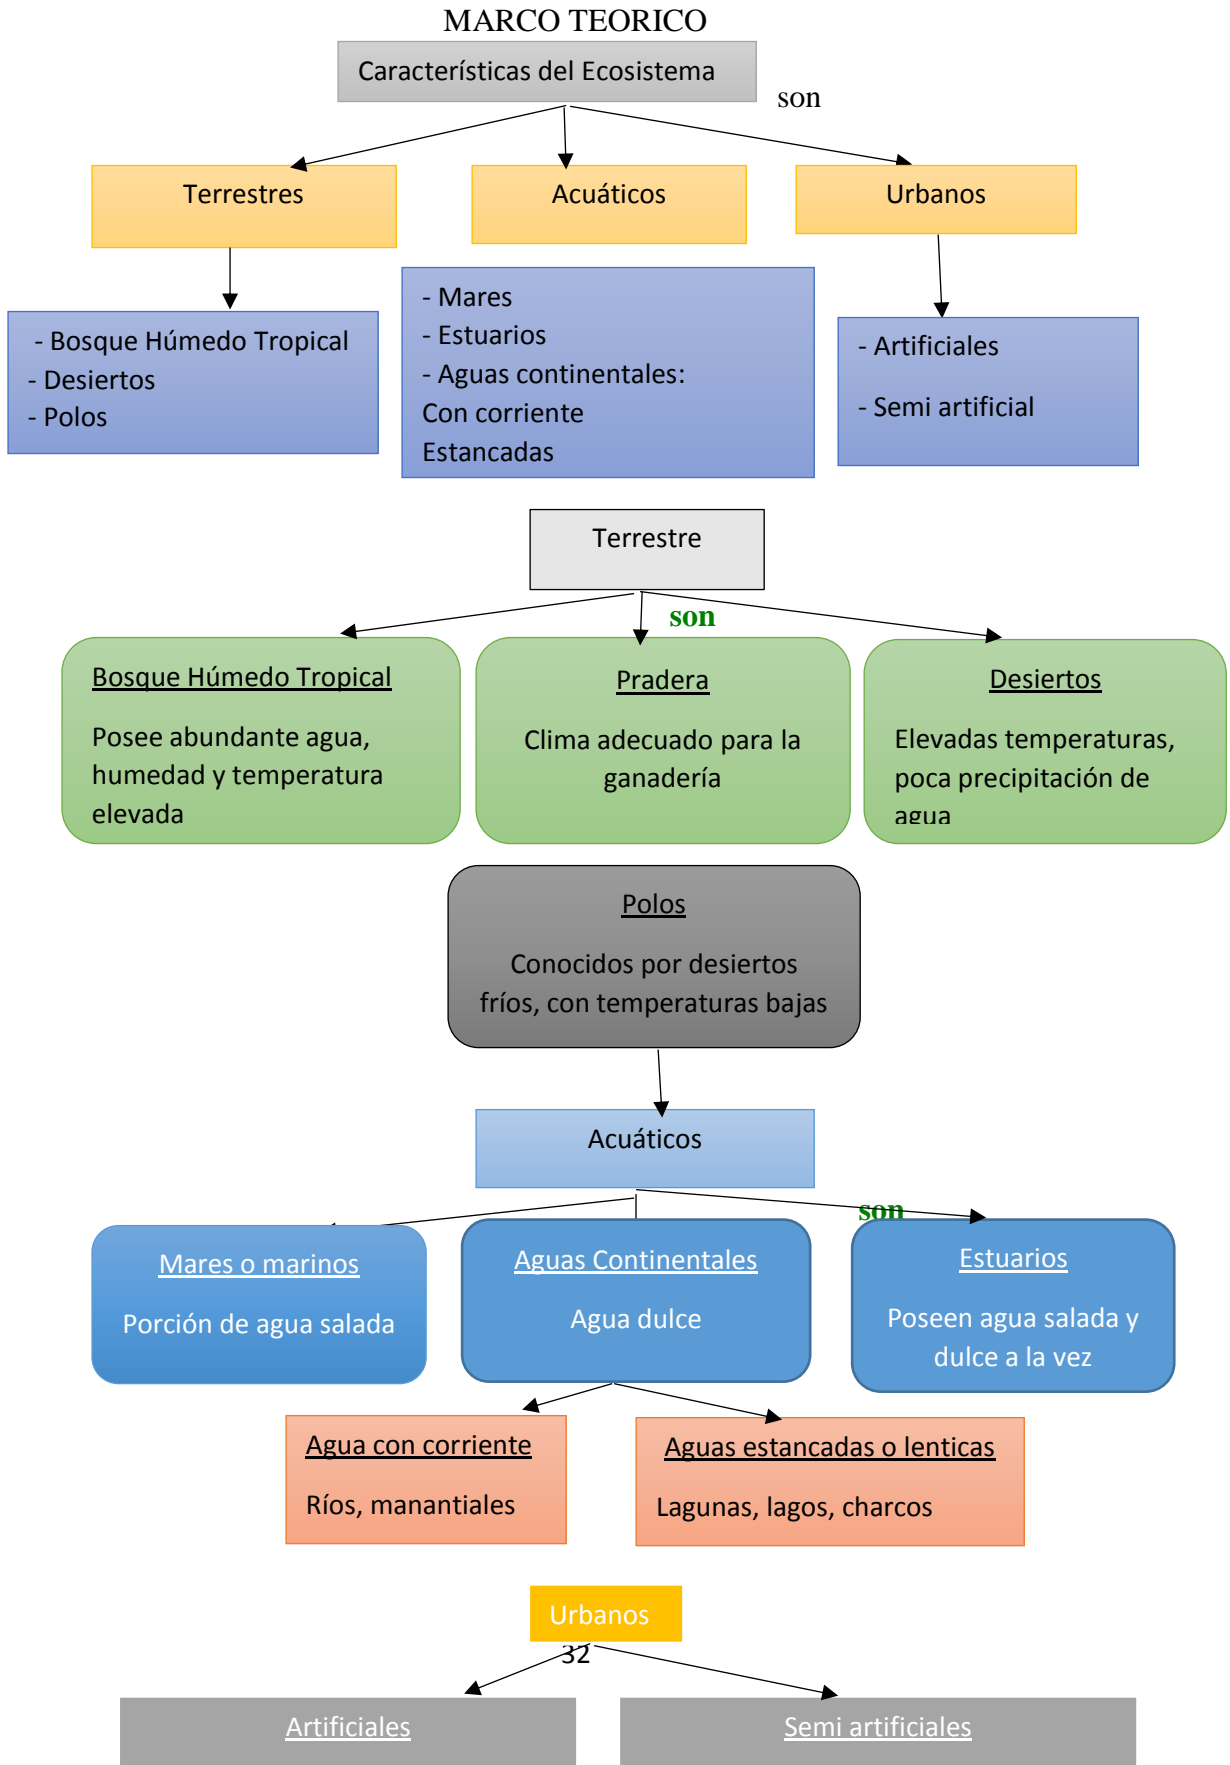 MARCO TEORICO
Características del Ecosistema
son
Terrestres
Acuáticos
Urbanos
- Bosque Húmedo Tropical
- Desiertos
- Polos
- Mares
- Estuarios
- Aguas continentales:
Con corriente
Estancadas
- Artificiales
- Semi artificial
Terrestre
son
Bosque Húmedo Tropical
Posee abundante agua,
humedad y temperatura
elevada
Pradera
Clima adecuado para la
ganadería
Desiertos
Elevadas temperaturas,
poca precipitación de
agua
Polos
Conocidos por desiertos
fríos, con temperaturas bajas
Acuáticos
son
Mares o marinos
Porción de agua salada
Aguas Continentales
Agua dulce
Estuarios
Poseen agua salada y
dulce a la vez
Agua con corriente
Ríos, manantiales
Aguas estancadas o lenticas
Lagunas, lagos, charcos
Urbanos
32
Artificiales
Semi artificiales